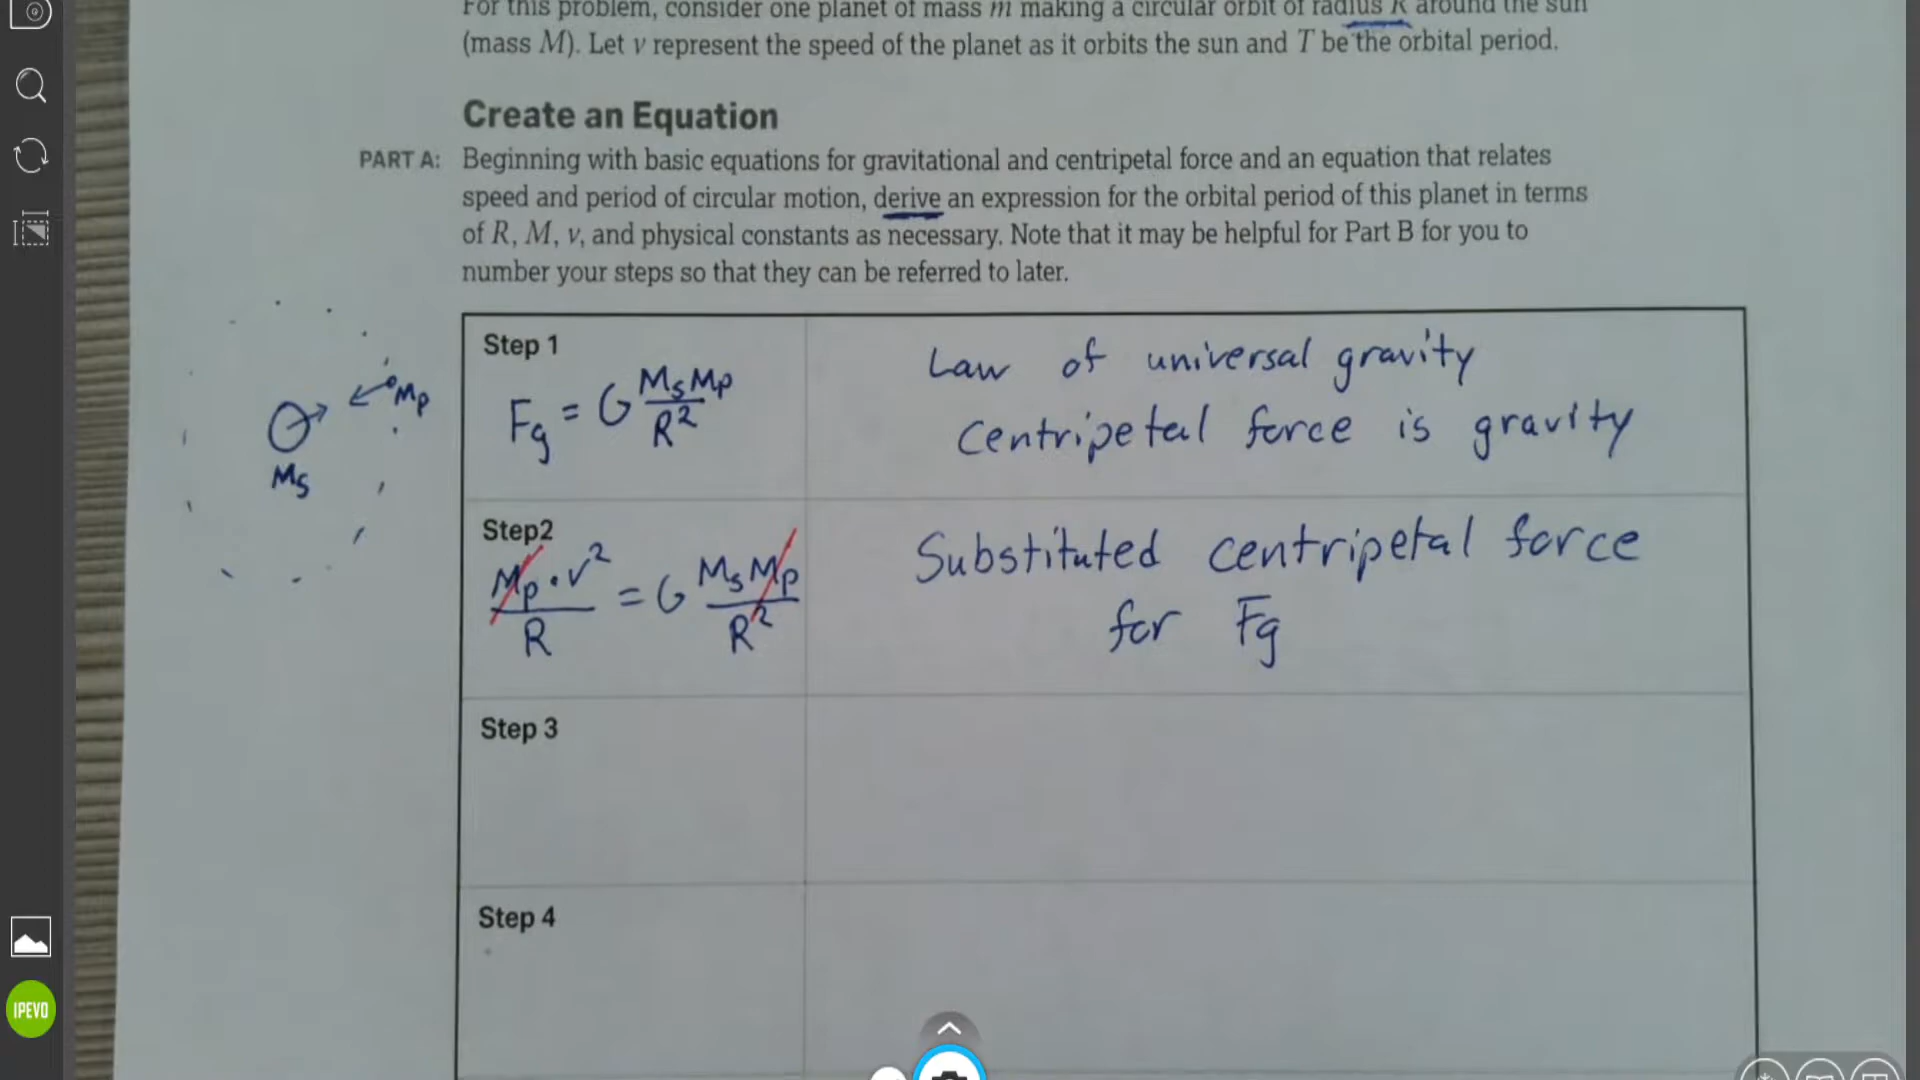 For this problem, consider one planet of mass m making a circular orbit of radius R around the sun
(mass M). Let v represent the speed of the planet as it orbits the sun and T be the orbital period.
Create an Equation
PART A: Beginning with basic equations for gravitational and centripetal force and an equation that relates
speed and period of circular motion, derive an expression for the orbital period of this planet in terms
of R, M, v, and physical constants as necessary. Note that it may be helpful for Part B for you to
number your steps so that they can be referred to later.
Mp
Ms
Step 1
Fg = G MsMp / R²
Law of universal gravity
Centripetal force is gravity
Step2
Mp · v² / R = G MsMp / R²
Substituted centripetal force
for Fg
Step 3
Step 4
IPEVO